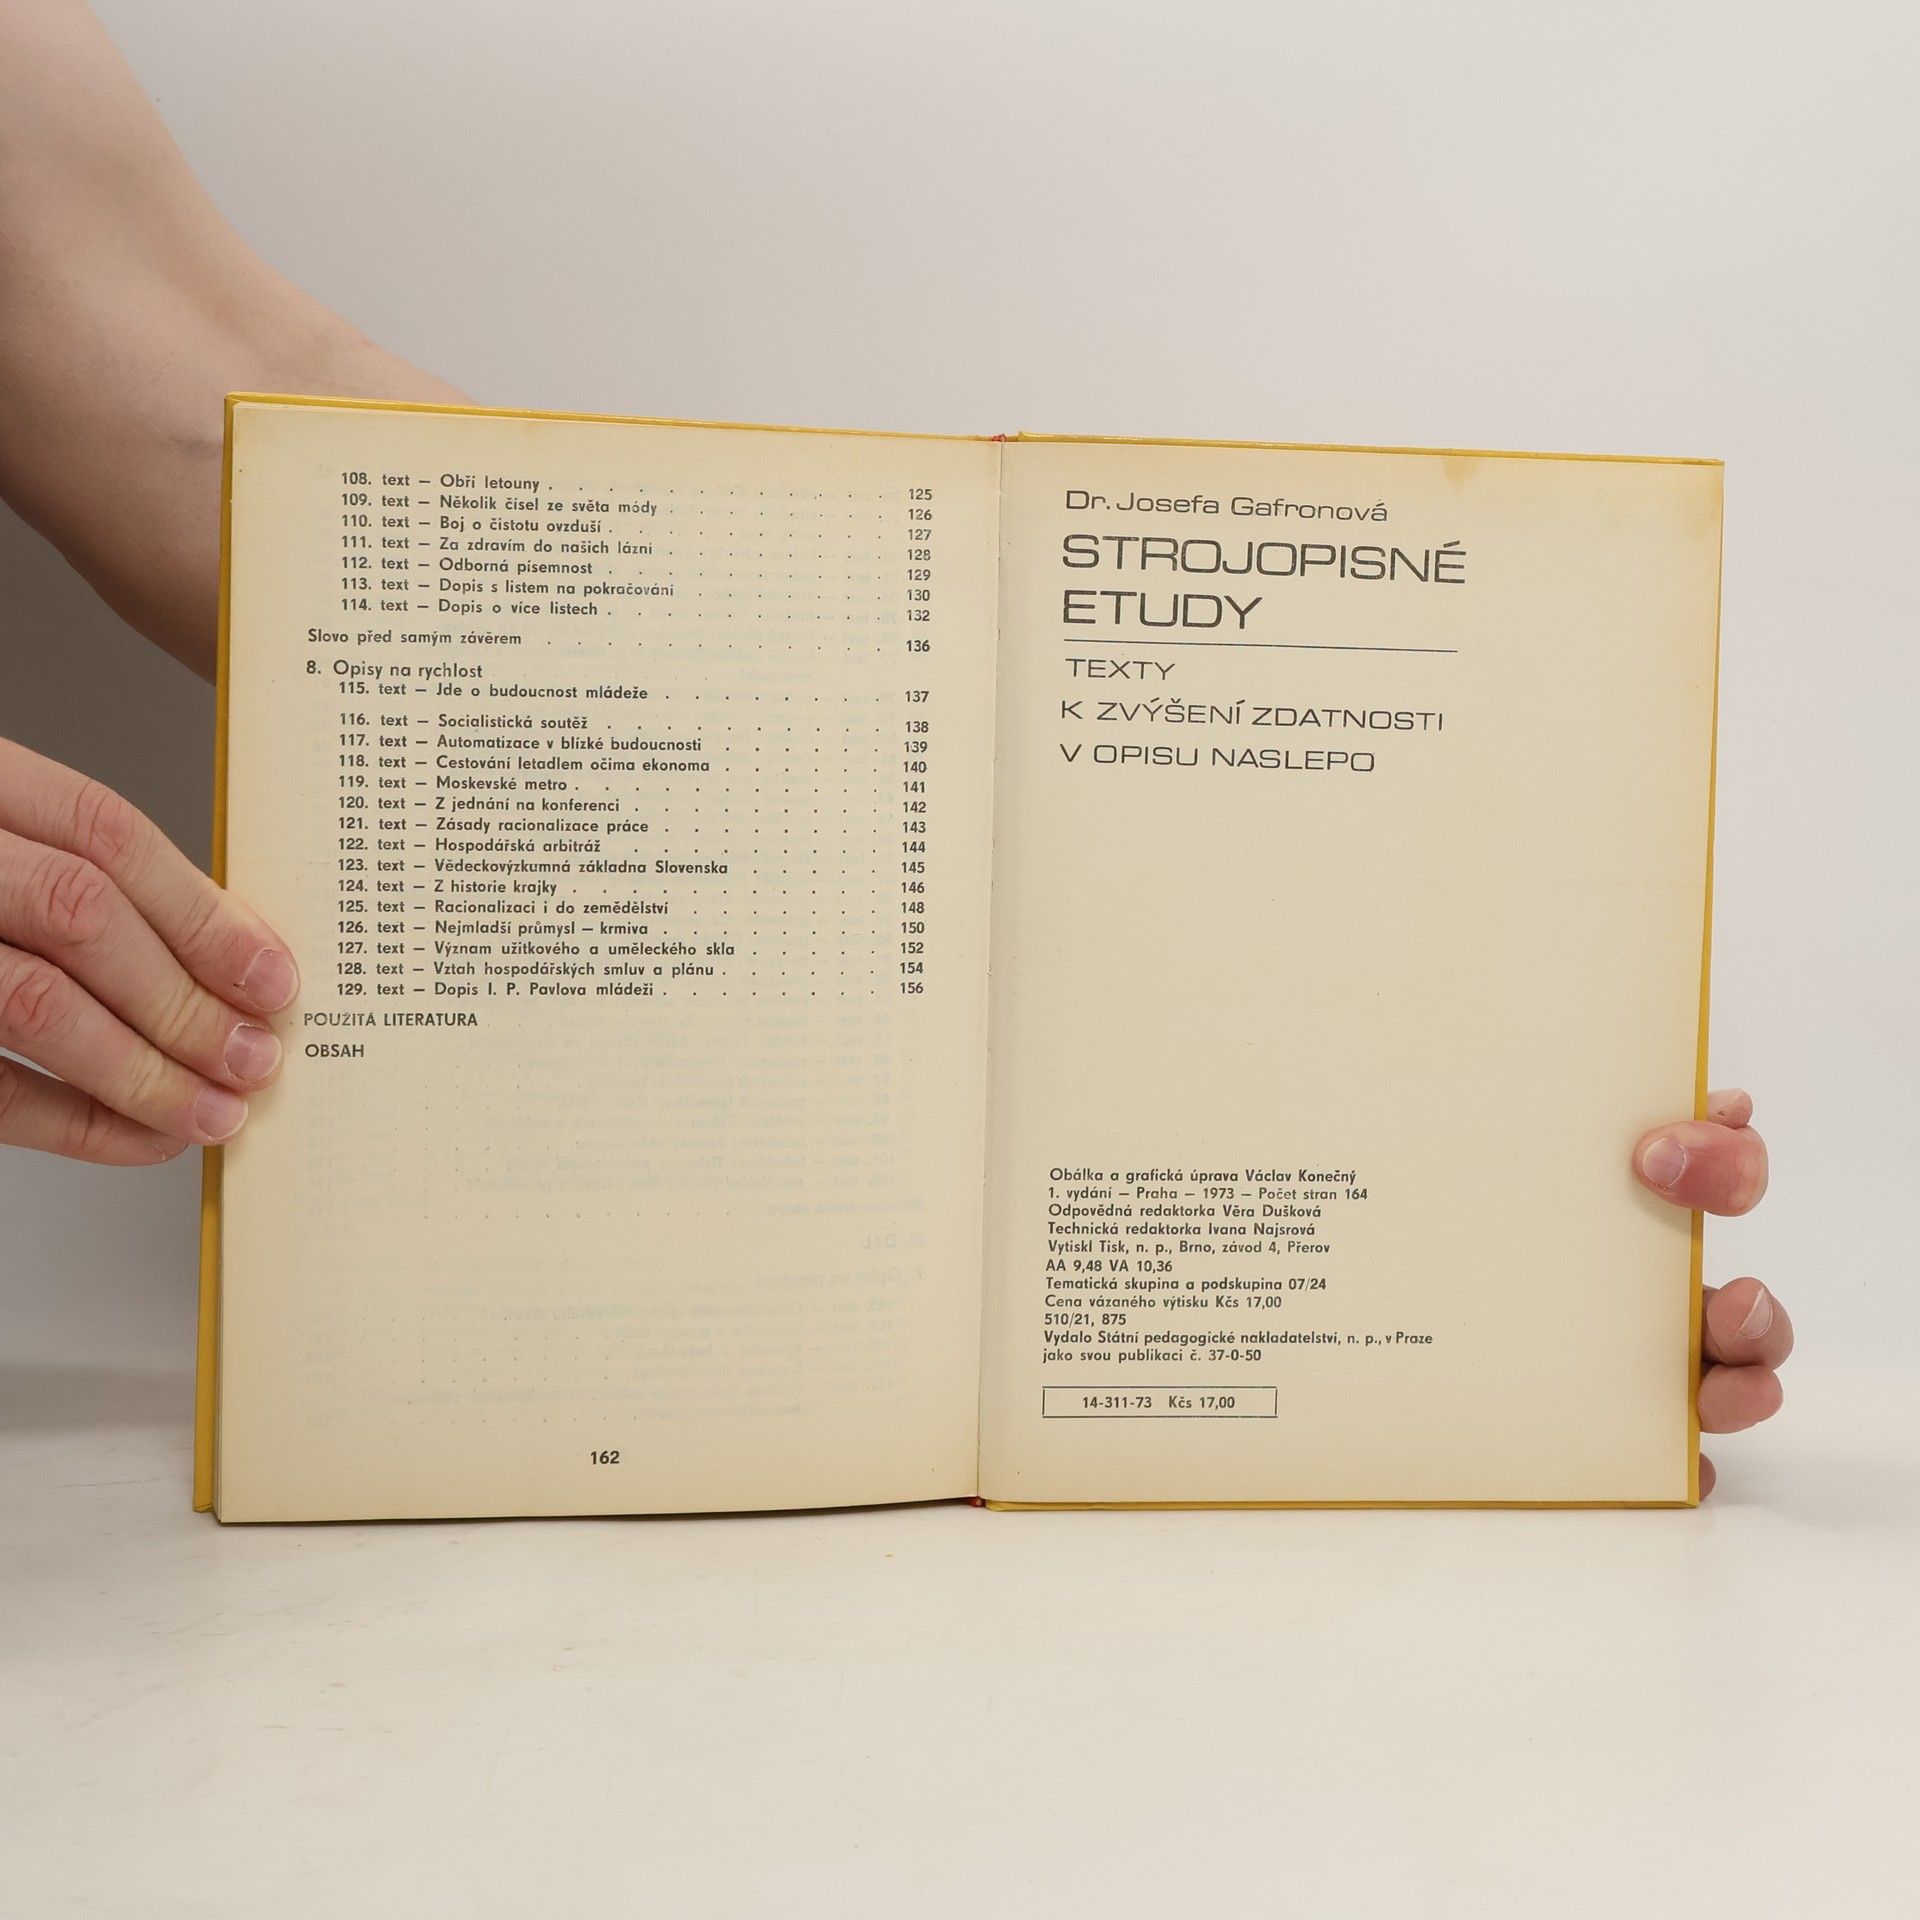 108. text — Obří letouny . . . . . . . . . . . . 125
109. text — Několik čísel ze světa módy . . . . . . . . 126
110. text — Boj o čistotu ovzduší . . . . . . . . . . 127
111. text — Za zdravím do našich lázní . . . . . . . . 128
112. text — Odborná písemnost . . . . . . . . . . 129
113. text — Dopis s listem na pokračování . . . . . . . 130
114. text — Dopis o více listech . . . . . . . . . . 132
Slovo před samým závěrem . . . . . . . . . . . . 136
8. Opisy na rychlost
115. text — Jde o budoucnost mládeže . . . . . . . . 137
116. text — Socialistická soutěž . . . . . . . . . . 138
117. text — Automatizace v blízké budoucnosti . . . . . . 139
118. text — Cestování letadlem očima ekonoma . . . . . . 140
119. text — Moskevské metro . . . . . . . . . . . 141
120. text — Z jednání na konferenci . . . . . . . . . 142
121. text — Zásady racionalizace práce . . . . . . . . 143
122. text — Hospodářská arbitráž . . . . . . . . . 144
123. text — Vědeckovýzkumná základna Slovenska . . . . . 145
124. text — Z historie krajky . . . . . . . . . . . 146
125. text — Racionalizaci i do zemědělství . . . . . . . 148
126. text — Nejmladší průmysl — krmiva . . . . . . . . 150
127. text — Význam užitkového a uměleckého skla . . . . . 152
128. text — Vztah hospodářských smluv a plánu . . . . . . 154
129. text — Dopis I. P. Pavlova mládeži . . . . . . . . 156
POUŽITÁ LITERATURA
OBSAH
162
Dr. Josefa Gafronová
STROJOPISNÉ
ETUDY
TEXTY
K ZVÝŠENÍ ZDATNOSTI
V OPISU NASLEPO
Obálka a grafická úprava Václav Konečný
1. vydání — Praha — 1973 — Počet stran 164
Odpovědná redaktorka Věra Dušková
Technická redaktorka Ivana Najsrová
Vytiskl Tisk, n. p., Brno, závod 4, Přerov
AA 9,48 VA 10,36
Tematická skupina a podskupina 07/24
Cena vázaného výtisku Kčs 17,00
510/21, 875
Vydalo Státní pedagogické nakladatelství, n. p., v Praze
jako svou publikaci č. 37-0-50
14-311-73 Kčs 17,00